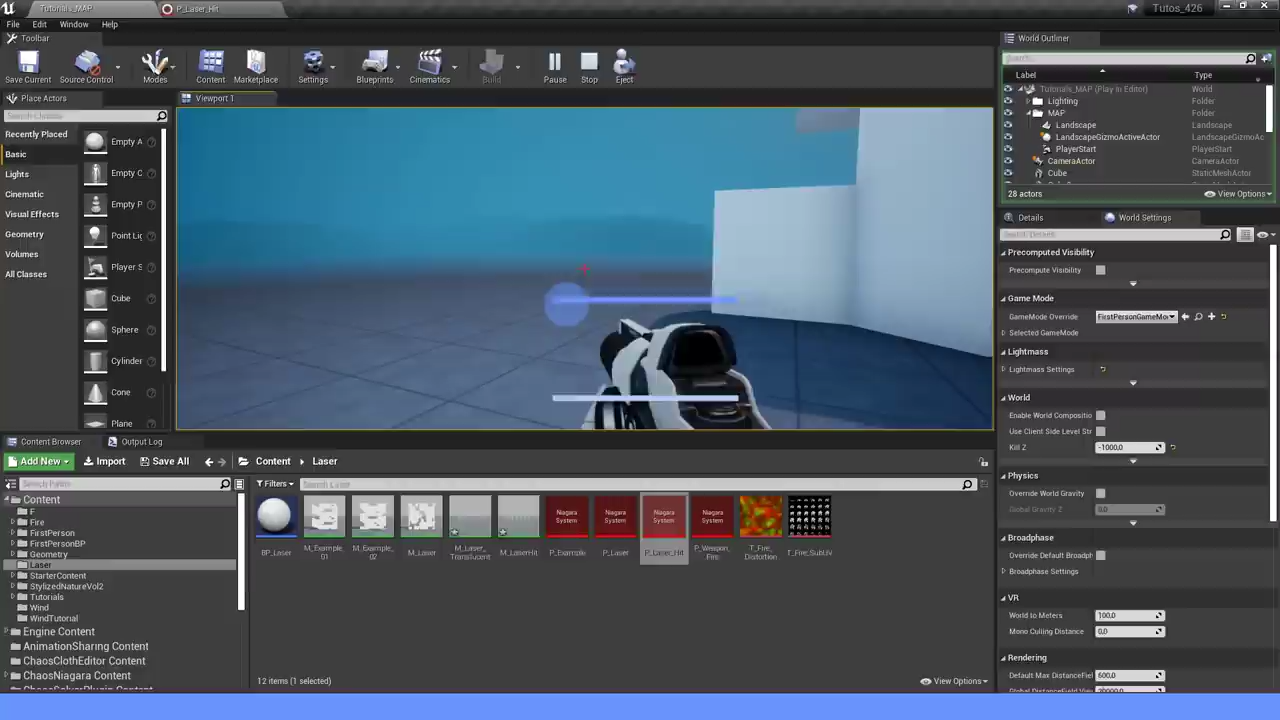 Tutorials_MAP
P_Laser_Hit
Tutos_426
File Edit Window Help
Toolbar
World Outliner
Save Current
Source Control
Modes
Content
Marketplace
Settings
Blueprints
Cinematics
Build
Pause
Stop
Eject
Label
Type
Tutorials_MAP (Play In Editor) World
Lighting Folder
MAP Folder
Landscape Landscape
LandscapeGizmoActiveActor LandscapeGizmoAc
PlayerStart PlayerStart
CameraActor CameraActor
Cube StaticMeshActor
28 actors
View Options
Place Actors
Viewport 1
Search Classes
Recently Placed
Basic
Lights
Cinematic
Visual Effects
Geometry
Volumes
All Classes
Empty A
Empty C
Empty P
Point Lig
Player S
Cube
Sphere
Cylinder
Cone
Plane
Details
World Settings
Search Details
Precomputed Visibility
Precompute Visibility
Game Mode
GameMode Override FirstPersonGameMo
Selected GameMode
Lightmass
Lightmass Settings
World
Enable World Compositio
Use Client Side Level Str
Kill Z -1000,0
Physics
Override World Gravity
Global Gravity Z 0,0
Broadphase
Override Default Broadph
Broadphase Settings
VR
World to Meters 100,0
Mono Culling Distance 0,0
Rendering
Default Max DistanceFiel 600,0
Content Browser
Output Log
Add New
Import
Save All
Content
Laser
Search Paths
Filters
Search Laser
Content
F
Fire
FirstPerson
FirstPersonBP
Geometry
Laser
StarterContent
StylizedNatureVol2
Tutorials
Wind
WindTutorial
Engine Content
AnimationSharing Content
ChaosClothEditor Content
ChaosNiagara Content
ChaosSolverPlugin Content
Niagara System
Niagara System
Niagara System
Niagara System
BP_Laser
M_Example_01
M_Example_02
M_Laser
M_Laser_Translucent
M_LaserHit
P_Example
P_Laser
P_Laser_Hit
P_Weapon_Fire
T_Fire_Distortion
T_Fire_SubUV
12 items (1 selected)
View Options